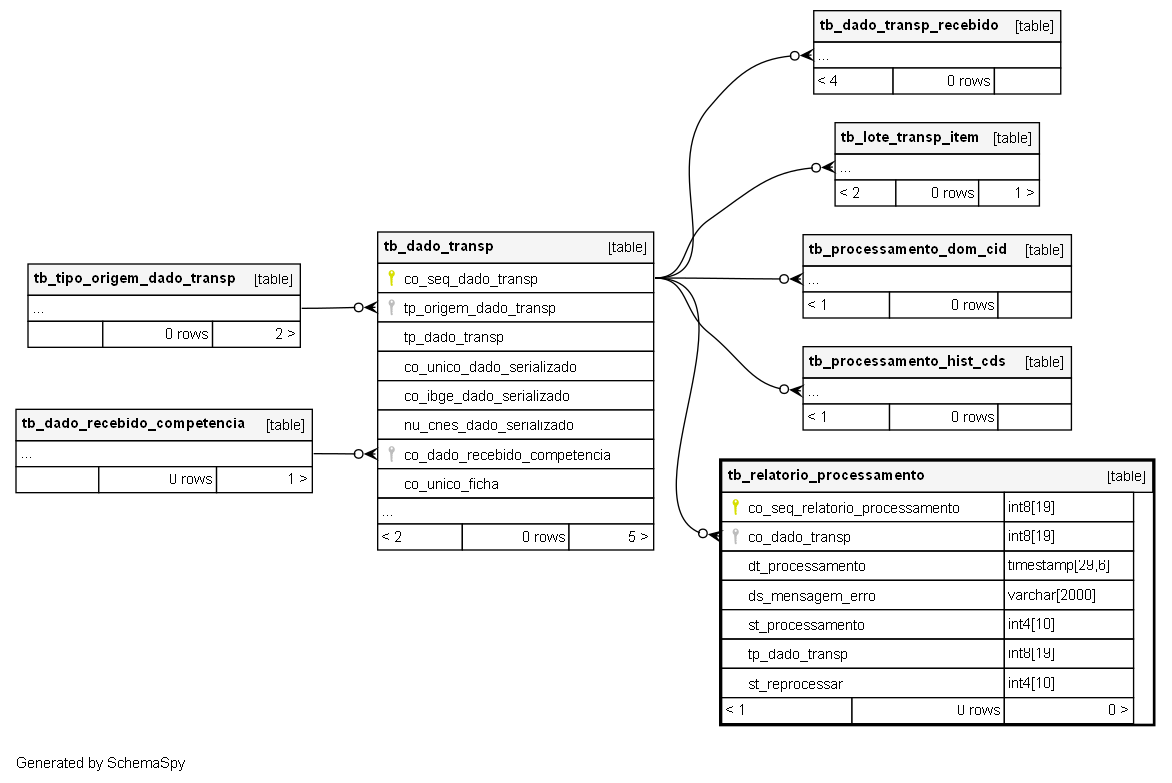 tb_dado_transp_recebido [table]
...
< 4 0 rows
tb_lote_transp_item [table]
...
< 2 0 rows 1 >
tb_processamento_dom_cid [table]
...
< 1 0 rows
tb_processamento_hist_cds [table]
...
< 1 0 rows
tb_tipo_origem_dado_transp [table]
...
0 rows 2 >
tb_dado_recebido_competencia [table]
...
0 rows 1 >
tb_dado_transp [table]
co_seq_dado_transp
tp_origem_dado_transp
tp_dado_transp
co_unico_dado_serializado
co_ibge_dado_serializado
nu_cnes_dado_serializado
co_dado_recebido_competencia
co_unico_ficha
...
< 2 0 rows 5 >
tb_relatorio_processamento [table]
co_seq_relatorio_processamento int8[19]
co_dado_transp int8[19]
dt_processamento timestamp[29,6]
ds_mensagem_erro varchar[2000]
st_processamento int4[10]
tp_dado_transp int8[19]
st_reprocessar int4[10]
< 1 0 rows 0 >
Generated by SchemaSpy